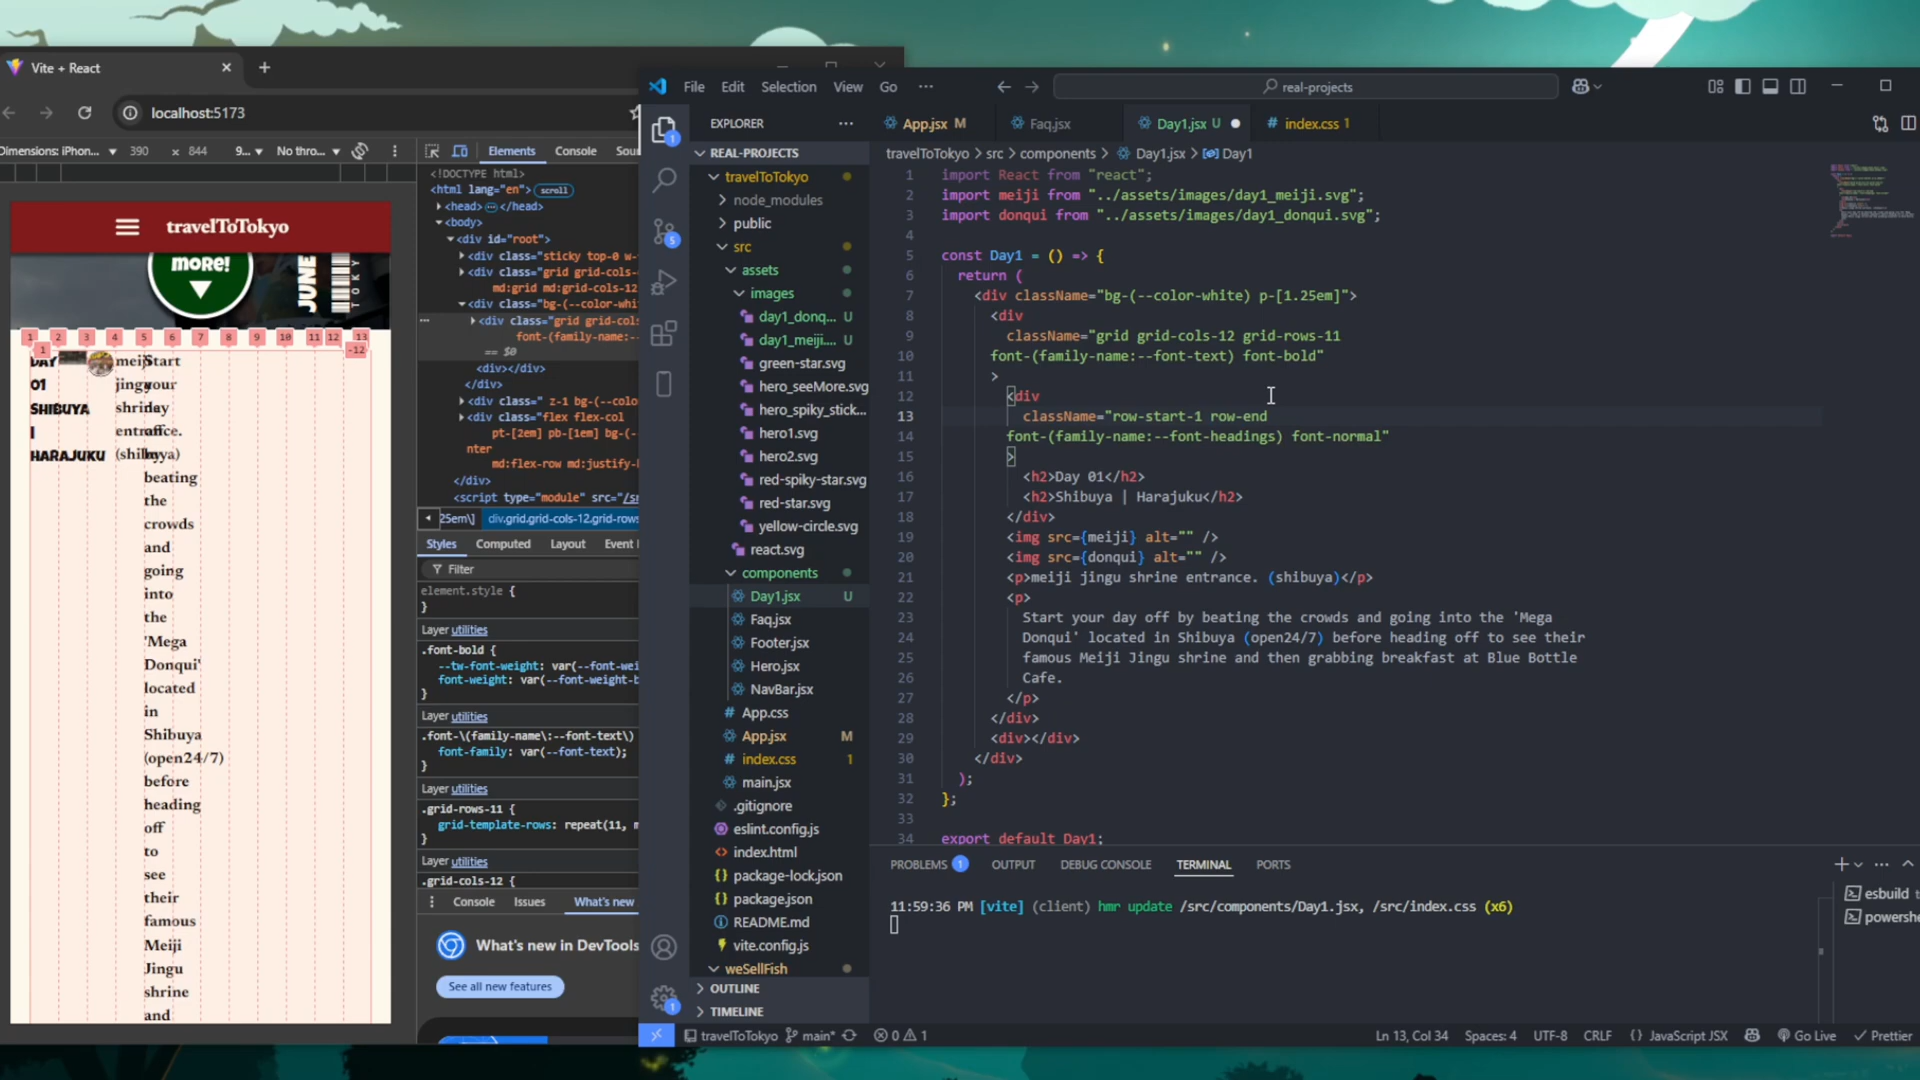 Vite + React
localhost:5173
Dimensions: iPhon... 390 x 844 9... No thro...
travelToTokyo
MORE!
JUNE
TOKY
1 2 3 4 5 6 7 8 9 10 11 12 13
1 -12
DAY
01
SHIBUYA
|
HARAJUKU
meiji
jingu
shrine
entrance.
(shibuya)
Start
your
day
off
by
beating
the
crowds
and
going
into
the
'Mega
Donqui'
located
in
Shibuya
(open24/7)
before
heading
off
to
see
their
famous
Meiji
Jingu
shrine
and
Elements Console Sou
<!DOCTYPE html>
<html lang="en"> scroll
<head> ... </head>
<body>
<div id="root">
<div class="sticky top-0 w-
<div class="grid grid-cols-
md:grid md:grid-cols-12
<div class="bg-(--color-whi
... <div class="grid grid-cols
font-(family-name:--fon
== $0
<div></div>
</div>
<div class=" z-1 bg-(--colo
<div class="flex flex-col
pt-[2em] pb-[1em] bg-(-
nter
md:flex-row md:justify-
</div>
<script type="module" src="/s
25em\] div.grid.grid-cols-12.grid-rows
Styles Computed Layout Event
Filter
element.style {
}
Layer utilities
.font-bold {
--tw-font-weight: var(--font-wei
font-weight: var(--font-weight-b
}
Layer utilities
.font-\(family-name\:--font-text\)
font-family: var(--font-text);
}
Layer utilities
.grid-rows-11 {
grid-template-rows: repeat(11, m
}
Layer utilities
.grid-cols-12 {
Console Issues What's new
What's new in DevTools
See all new features
File Edit Selection View Go ...
real-projects
EXPLORER ...
REAL-PROJECTS
travelToTokyo
node_modules
public
src
assets
images
day1_donq... U
day1_meiji.... U
green-star.svg
hero_seeMore.svg
hero_spiky_stick...
hero1.svg
hero2.svg
red-spiky-star.svg
red-star.svg
yellow-circle.svg
react.svg
components
Day1.jsx U
Faq.jsx
Footer.jsx
Hero.jsx
NavBar.jsx
# App.css
App.jsx M
# index.css 1
main.jsx
.gitignore
eslint.config.js
<> index.html
{} package-lock.json
{} package.json
README.md
vite.config.js
weSellFish
OUTLINE
TIMELINE
1
5
1
App.jsx M Faq.jsx Day1.jsx U # index.css 1
travelToTokyo > src > components > Day1.jsx > Day1
1 import React from "react";
2 import meiji from "../assets/images/day1_meiji.svg";
3 import donqui from "../assets/images/day1_donqui.svg";
4
5 const Day1 = () => {
6 return (
7 <div className="bg-(--color-white) p-[1.25em]">
8 <div
9 className="grid grid-cols-12 grid-rows-11
10 font-(family-name:--font-text) font-bold"
11 >
12 <div
13 className="row-start-1 row-end
14 font-(family-name:--font-headings) font-normal"
15 >
16 <h2>Day 01</h2>
17 <h2>Shibuya | Harajuku</h2>
18 </div>
19 <img src={meiji} alt="" />
20 <img src={donqui} alt="" />
21 <p>meiji jingu shrine entrance. (shibuya)</p>
22 <p>
23 Start your day off by beating the crowds and going into the 'Mega
24 Donqui' located in Shibuya (open24/7) before heading off to see their
25 famous Meiji Jingu shrine and then grabbing breakfast at Blue Bottle
26 Cafe.
27 </p>
28 </div>
29 <div></div>
30 </div>
31 );
32 };
33
34 export default Day1;
PROBLEMS 1 OUTPUT DEBUG CONSOLE TERMINAL PORTS
11:59:36 PM [vite] (client) hmr update /src/components/Day1.jsx, /src/index.css (x6)
esbuild t
powershe
travelToTokyo main* 0 1
Ln 13, Col 34 Spaces: 4 UTF-8 CRLF {} JavaScript JSX Go Live Prettier